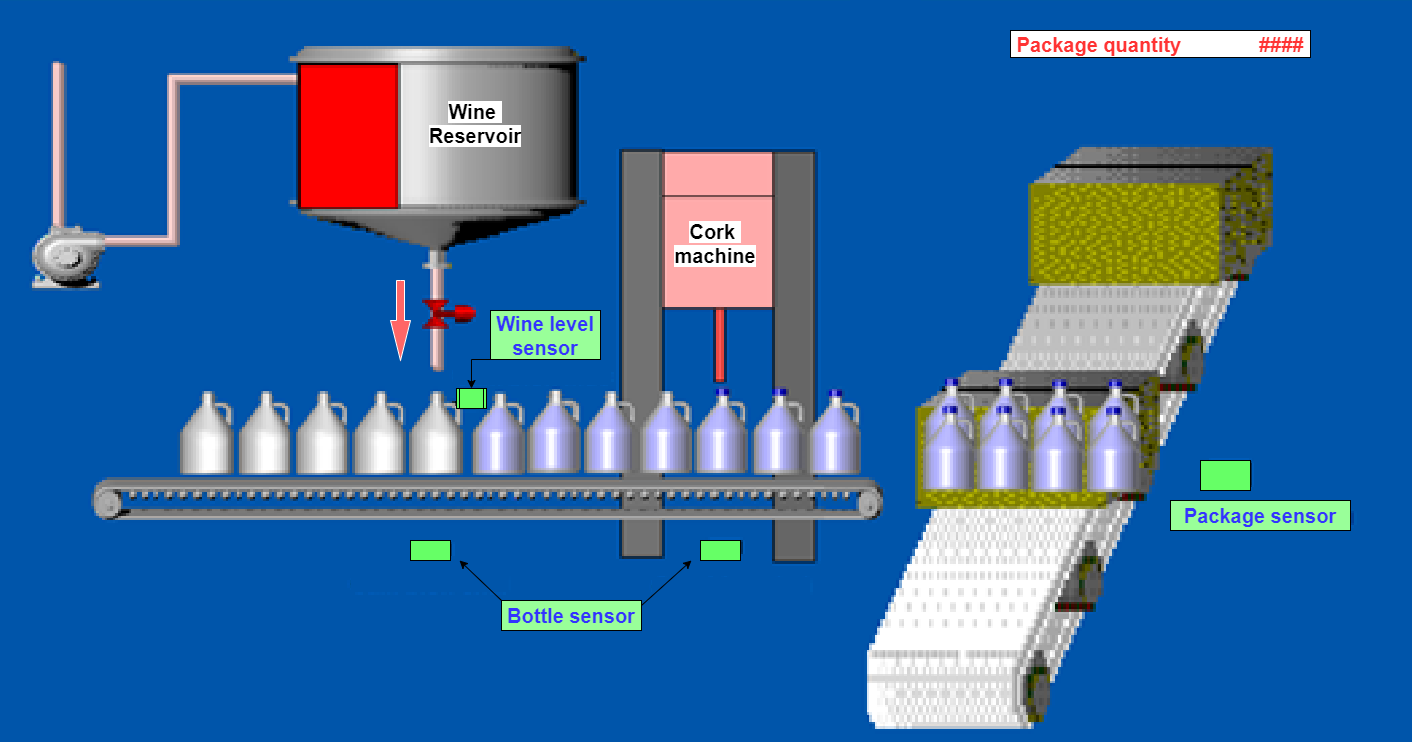 Package quantity ####
Wine
Reservoir
Cork
machine
Wine level
sensor
Package sensor
Bottle sensor